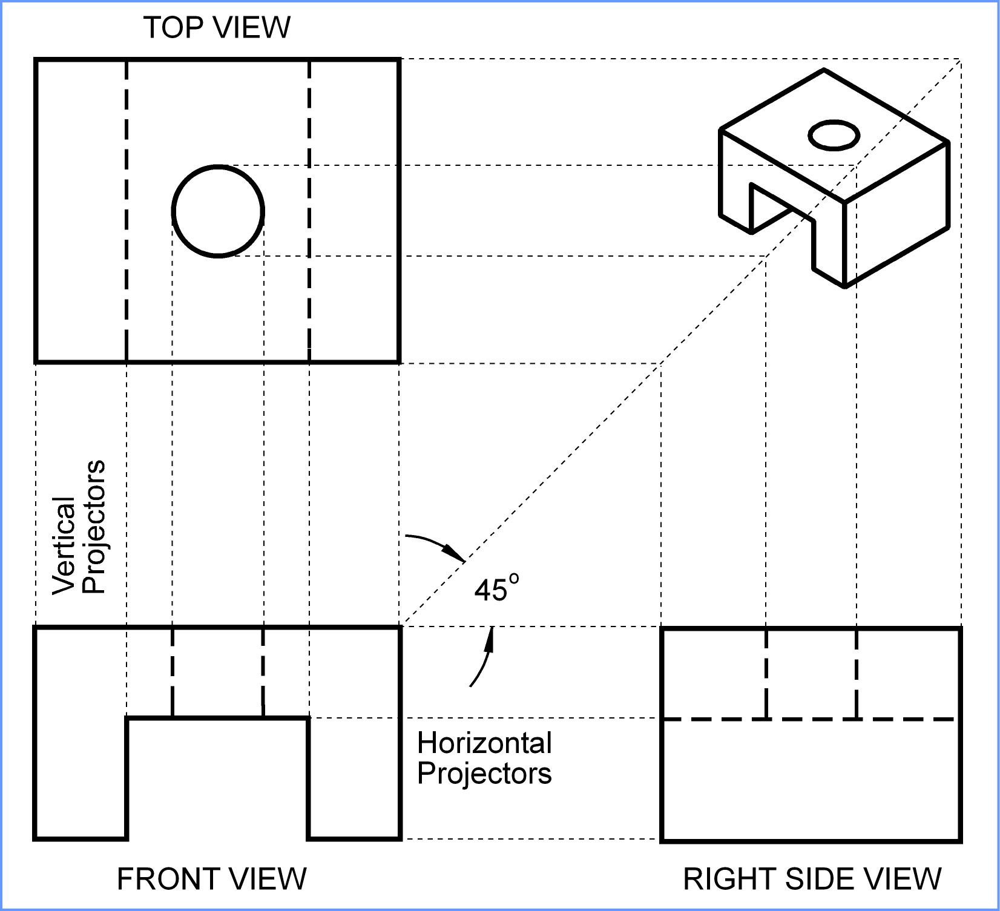 TOP VIEW
Vertical
Projectors
45°
Horizontal
Projectors
FRONT VIEW
RIGHT SIDE VIEW